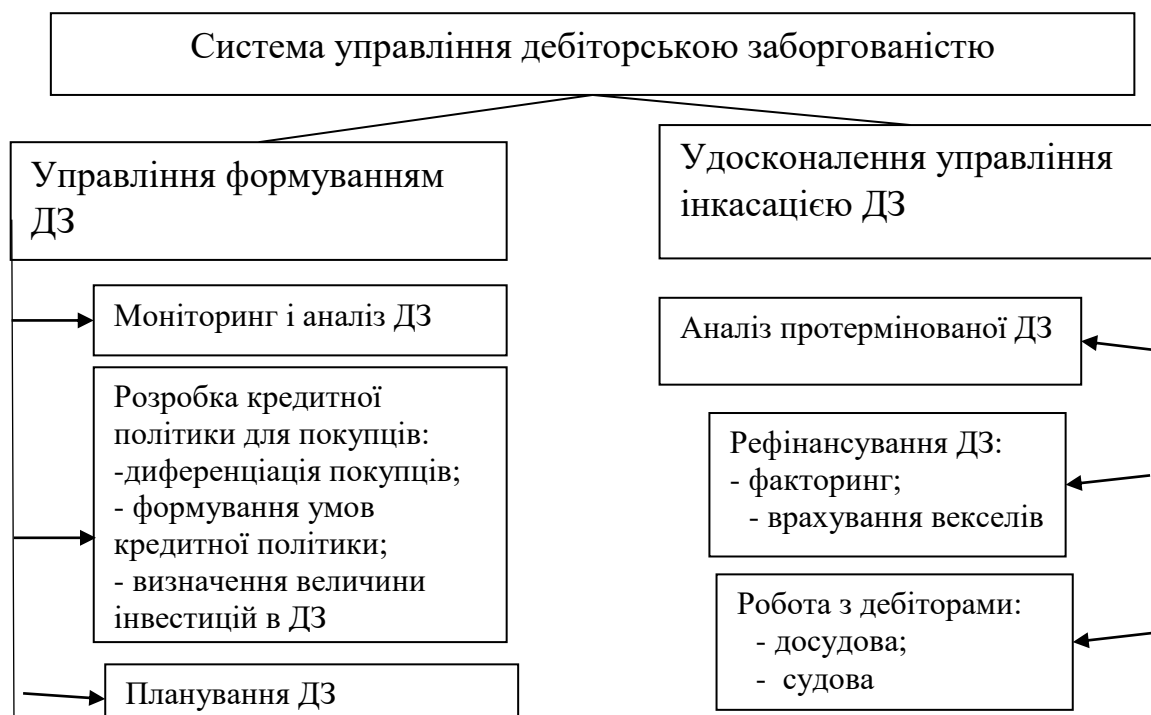 Система управління дебіторською заборгованістю
Управління формуванням
ДЗ
Моніторинг і аналіз ДЗ
Розробка кредитної
політики для покупців:
-диференціація покупців;
- формування умов
кредитної політики;
- визначення величини
інвестицій в ДЗ
Планування ДЗ
Удосконалення управління
інкасацією ДЗ
Аналіз протермінованої ДЗ
Рефінансування ДЗ:
- факторинг;
- врахування векселів
Робота з дебіторами:
- досудова;
- судова